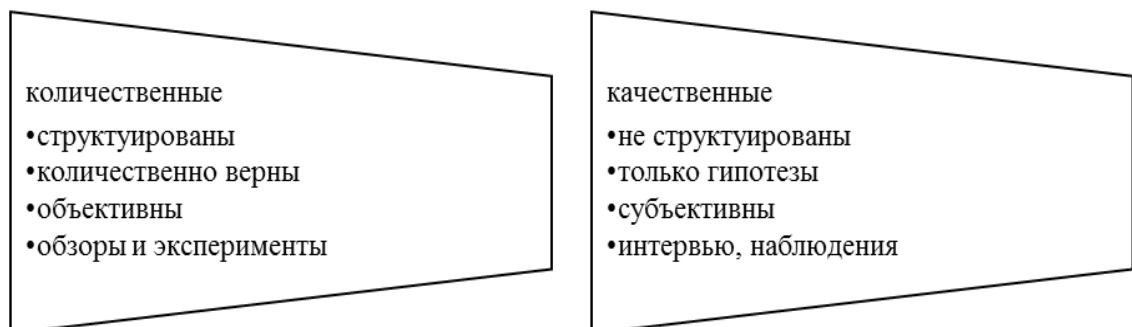 количественные
•структуированы
•количественно верны
•объективны
•обзоры и эксперименты
качественные
•не структуированы
•только гипотезы
•субъективны
•интервью, наблюдения